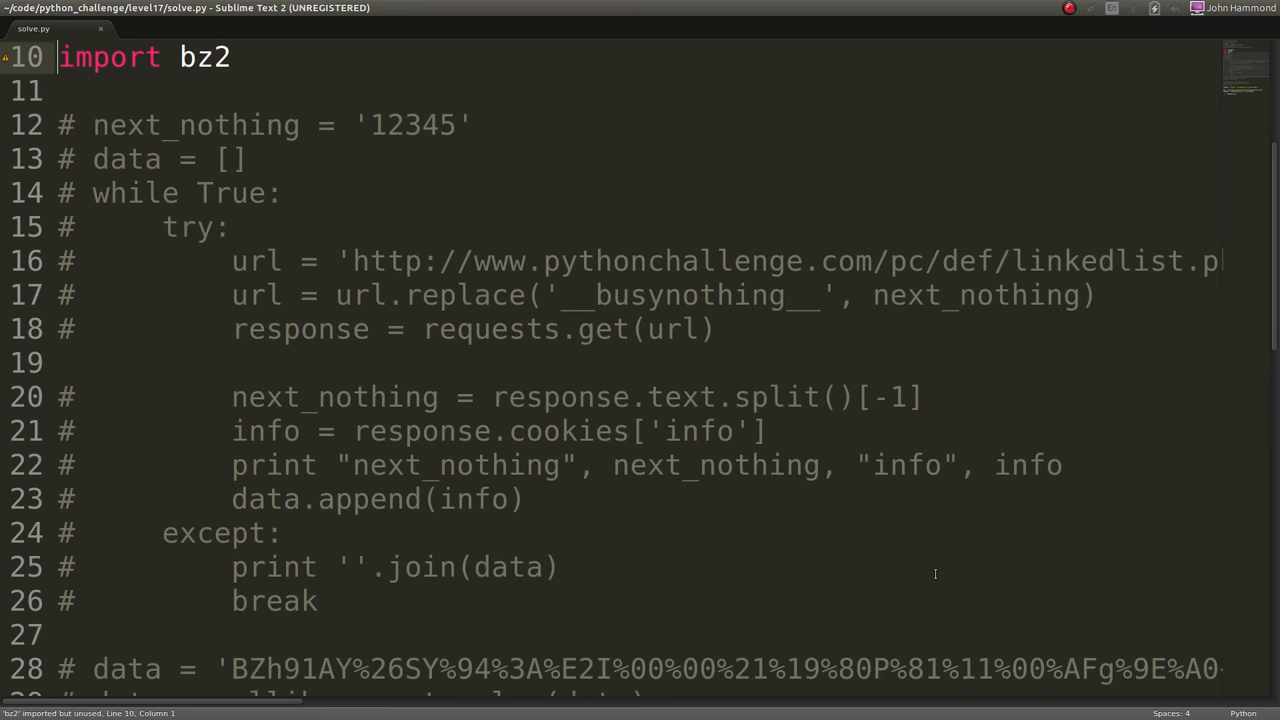 ~/code/python_challenge/level17/solve.py - Sublime Text 2 (UNREGISTERED)
En
John Hammond
solve.py ×
10 import bz2
11
12 # next_nothing = '12345'
13 # data = []
14 # while True:
15 #     try:
16 #         url = 'http://www.pythonchallenge.com/pc/def/linkedlist.p
17 #         url = url.replace('__busynothing__', next_nothing)
18 #         response = requests.get(url)
19
20 #         next_nothing = response.text.split()[-1]
21 #         info = response.cookies['info']
22 #         print "next_nothing", next_nothing, "info", info
23 #         data.append(info)
24 #     except:
25 #         print ''.join(data)
26 #         break
27
28 # data = 'BZh91AY%26SY%94%3A%E2I%00%00%21%19%80P%81%11%00%AFg%9E%A0
'bz2' imported but unused, Line 10, Column 1
Spaces: 4
Python